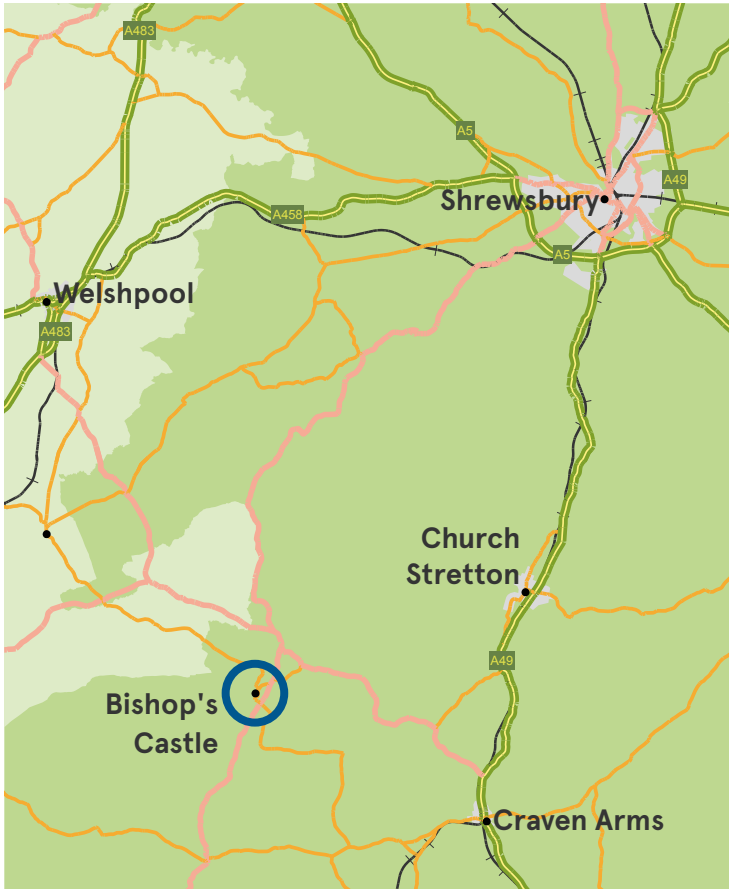 A483
A5
A49
Shrewsbury
A458
A5
Welshpool
A483
Church
Stretton
A49
Bishop's
Castle
Craven Arms